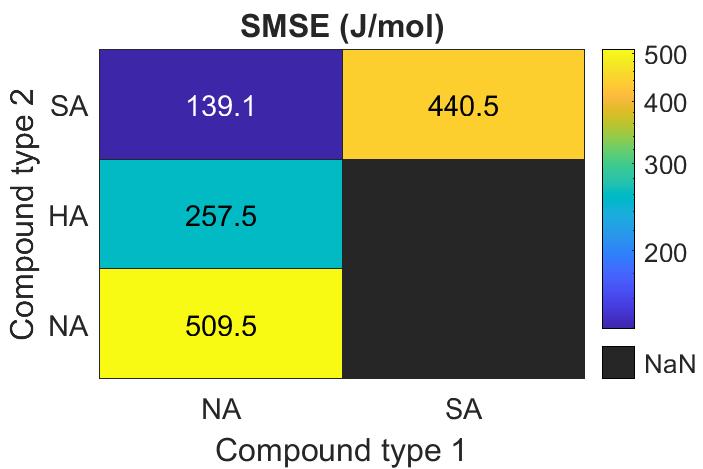 SMSE (J/mol)
Compound type 2
SA
139.1
440.5
HA
257.5
NA
509.5
NA
SA
Compound type 1
500
400
300
200
NaN